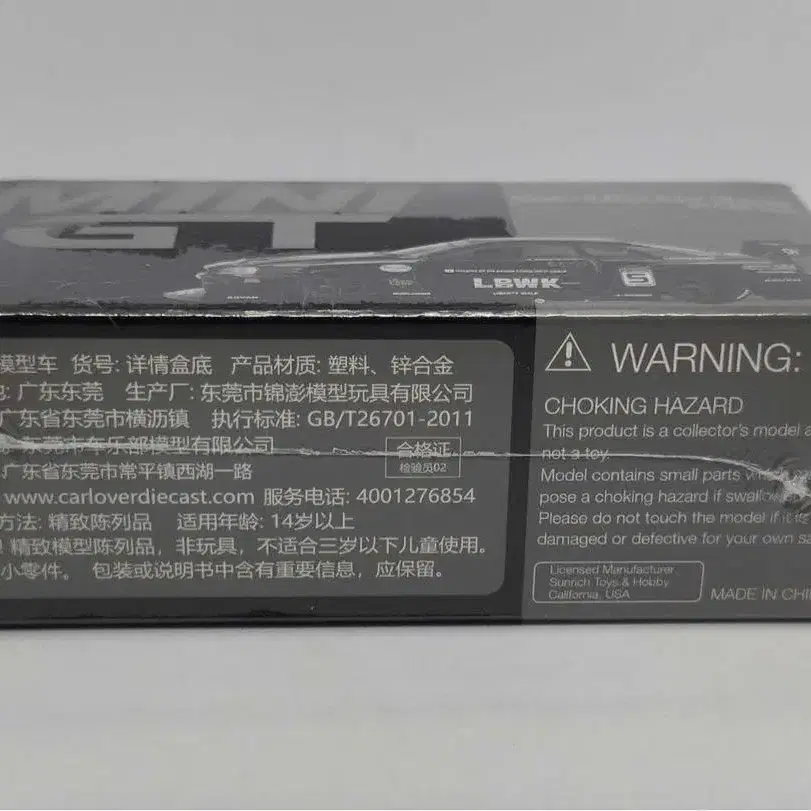 MINI
GT
LBWK
LIBERTY WALK
ADVAN
模型车 货号: 详情盒底 产品材质: 塑料、锌合金
广东东莞 生产厂: 东莞市锦澎模型玩具有限公司
广东省东莞市横沥镇 执行标准: GB/T26701-2011
东莞市车乐部模型有限公司
合格证
检验员02
广东省东莞市常平镇西湖一路
www.carloverdiecast.com 服务电话: 4001276854
方法: 精致陈列品 适用年龄: 14岁以上
精致模型陈列品，非玩具，不适合三岁以下儿童使用。
小零件。 包装或说明书中含有重要信息，应保留。
WARNING:
CHOKING HAZARD
This product is a collector's model a
not a toy.
Model contains small parts
pose a choking hazard if swallow
Please do not touch the model if it is
damaged or defective for your own sa
Licensed Manufacturer
Sunrich Toys & Hobby
California, USA
MADE IN CHI